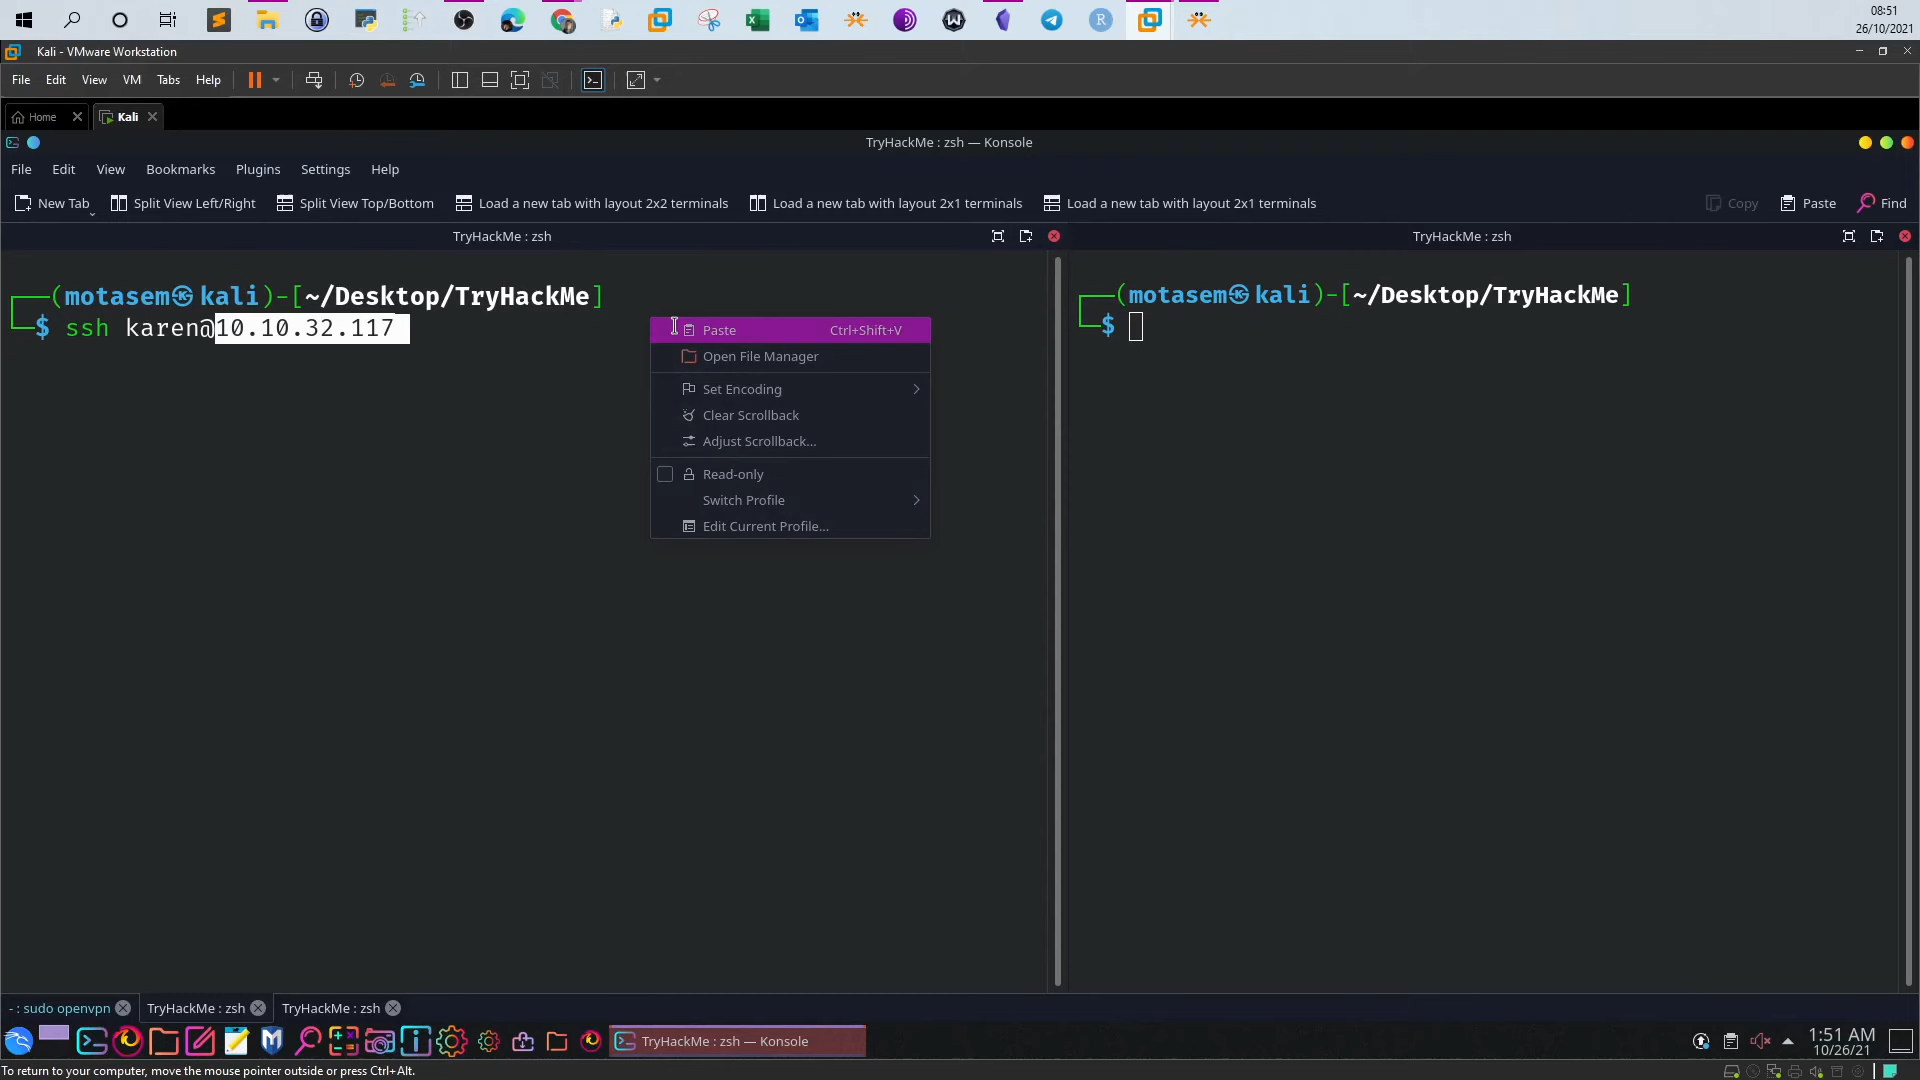 08:51
26/10/2021
Kali - VMware Workstation
File Edit View VM Tabs Help
Home Kali
TryHackMe : zsh — Konsole
File Edit View Bookmarks Plugins Settings Help
New Tab Split View Left/Right Split View Top/Bottom Load a new tab with layout 2x2 terminals Load a new tab with layout 2x1 terminals Load a new tab with layout 2x1 terminals Copy Paste Find
TryHackMe : zsh TryHackMe : zsh
(motasem㉿kali)-[~/Desktop/TryHackMe]
$ ssh karen@10.10.32.117
(motasem㉿kali)-[~/Desktop/TryHackMe]
$
Paste Ctrl+Shift+V
Open File Manager
Set Encoding
Clear Scrollback
Adjust Scrollback...
Read-only
Switch Profile
Edit Current Profile...
- : sudo openvpn TryHackMe : zsh TryHackMe : zsh
TryHackMe : zsh — Konsole
1:51 AM
10/26/21
To return to your computer, move the mouse pointer outside or press Ctrl+Alt.